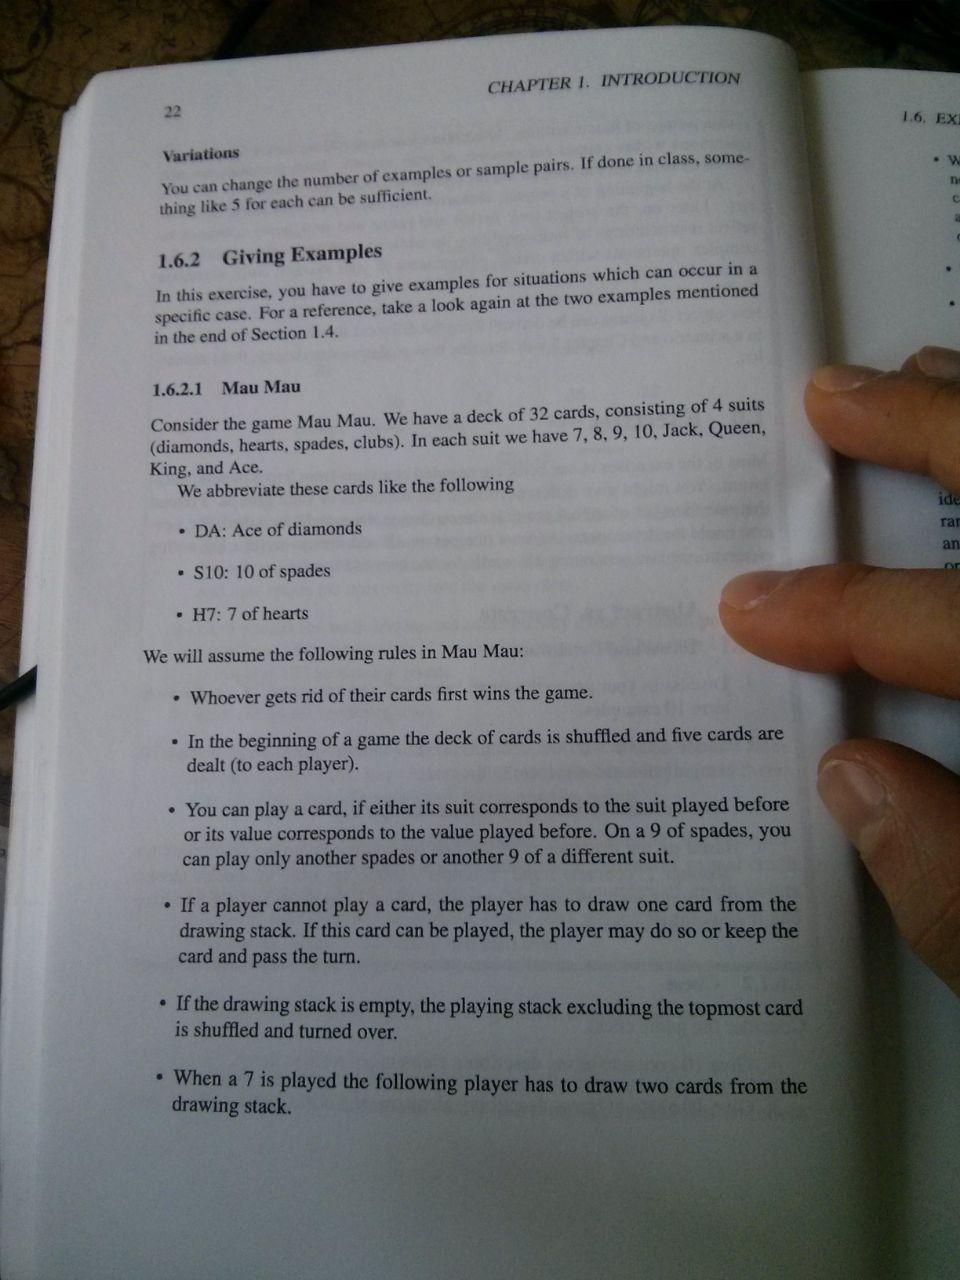 22
CHAPTER 1. INTRODUCTION
Variations
You can change the number of examples or sample pairs. If done in class, some-
thing like 5 for each can be sufficient.
1.6.2 Giving Examples
In this exercise, you have to give examples for situations which can occur in a
specific case. For a reference, take a look again at the two examples mentioned
in the end of Section 1.4.
1.6.2.1 Mau Mau
Consider the game Mau Mau. We have a deck of 32 cards, consisting of 4 suits
(diamonds, hearts, spades, clubs). In each suit we have 7, 8, 9, 10, Jack, Queen,
King, and Ace.
We abbreviate these cards like the following
• DA: Ace of diamonds
• S10: 10 of spades
• H7: 7 of hearts
We will assume the following rules in Mau Mau:
• Whoever gets rid of their cards first wins the game.
• In the beginning of a game the deck of cards is shuffled and five cards are
dealt (to each player).
• You can play a card, if either its suit corresponds to the suit played before
or its value corresponds to the value played before. On a 9 of spades, you
can play only another spades or another 9 of a different suit.
• If a player cannot play a card, the player has to draw one card from the
drawing stack. If this card can be played, the player may do so or keep the
card and pass the turn.
• If the drawing stack is empty, the playing stack excluding the topmost card
is shuffled and turned over.
• When a 7 is played the following player has to draw two cards from the
drawing stack.
1.6.